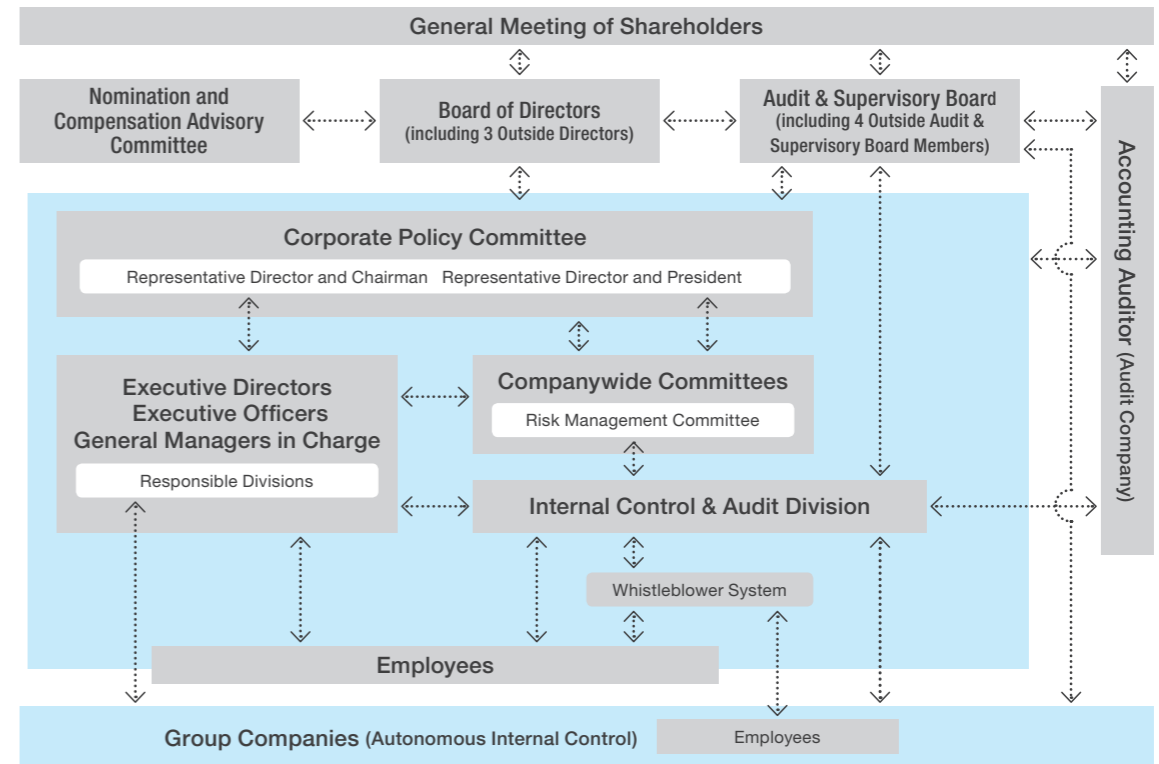 General Meeting of Shareholders
Nomination and
Compensation Advisory
Committee
Board of Directors
(including 3 Outside Directors)
Audit & Supervisory Board
(including 4 Outside Audit &
Supervisory Board Members)
Accounting Auditor (Audit Company)
Corporate Policy Committee
Representative Director and Chairman Representative Director and President
Executive Directors
Executive Officers
General Managers in Charge
Responsible Divisions
Companywide Committees
Risk Management Committee
Internal Control & Audit Division
Whistleblower System
Employees
Group Companies (Autonomous Internal Control)
Employees